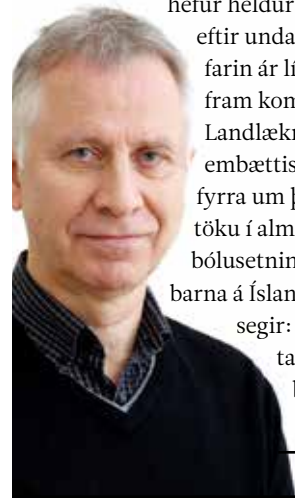 hefur heldur
eftir unda
farin ár lí
fram kom
Landlækn
embættis
fyrra um þ
töku í alm
bólusetnin
barna á Íslan
segir:
ta